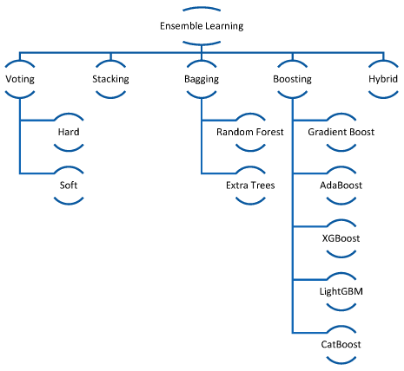 Ensemble Learning
Voting
Stacking
Bagging
Boosting
Hybrid
Hard
Random Forest
Gradient Boost
Soft
Extra Trees
AdaBoost
XGBoost
LightGBM
CatBoost